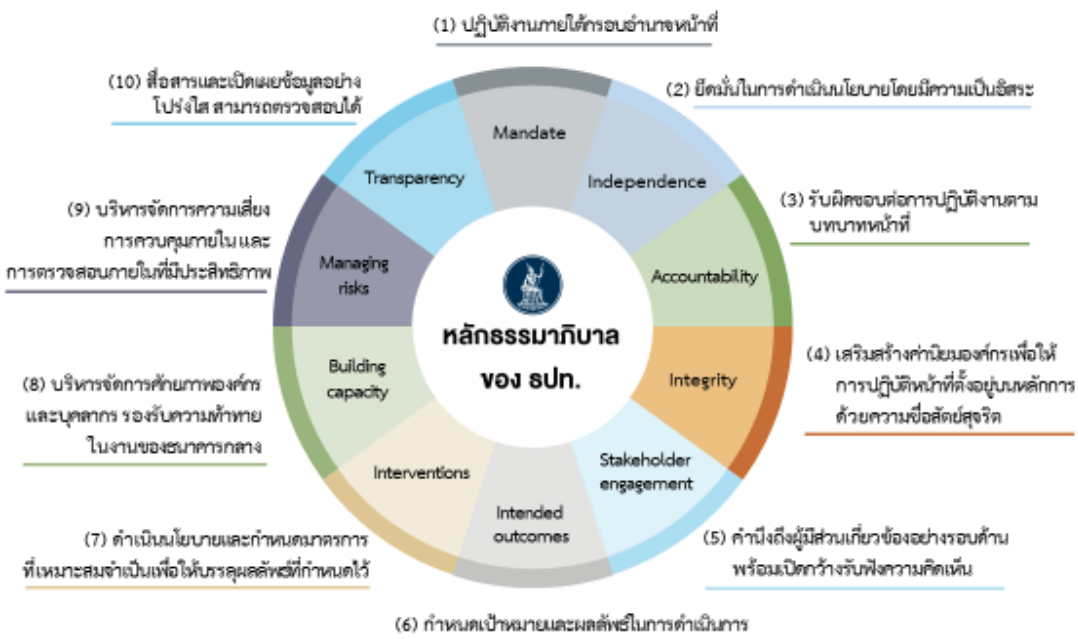 (1) ปฏิบัติงานภายใต้กรอบอำนาจหน้าที่
(10) สื่อสารและเปิดเผยข้อมูลอย่าง
โปร่งใส สามารถตรวจสอบได้
(2) ยึดมั่นในการดำเนินนโยบายโดยมีความเป็นอิสระ
Mandate
Transparency
Independence
(9) บริหารจัดการความเสี่ยง
การควบคุมภายใน และ
การตรวจสอบภายในที่มีประสิทธิภาพ
(3) รับผิดชอบต่อการปฏิบัติงานตาม
บทบาทหน้าที่
Managing
risks
Accountability
หลักธรรมาภิบาล
ของ ธปท.
Building
capacity
Integrity
(4) เสริมสร้างค่านิยมองค์กรเพื่อให้
การปฏิบัติหน้าที่ตั้งอยู่บนหลักการ
ด้วยความซื่อสัตย์สุจริต
(8) บริหารจัดการศักยภาพองค์กร
และบุคลากร รองรับความท้าทาย
ในงานของธนาคารกลาง
Interventions
Stakeholder
engagement
Intended
outcomes
(7) ดำเนินนโยบายและกำหนดมาตรการ
ที่เหมาะสมจำเป็นเพื่อให้บรรลุผลลัพธ์ที่กำหนดไว้
(5) คำนึงถึงผู้มีส่วนเกี่ยวข้องอย่างรอบด้าน
พร้อมเปิดกว้างรับฟังความคิดเห็น
(6) กำหนดเป้าหมายและผลลัพธ์ในการดำเนินการ